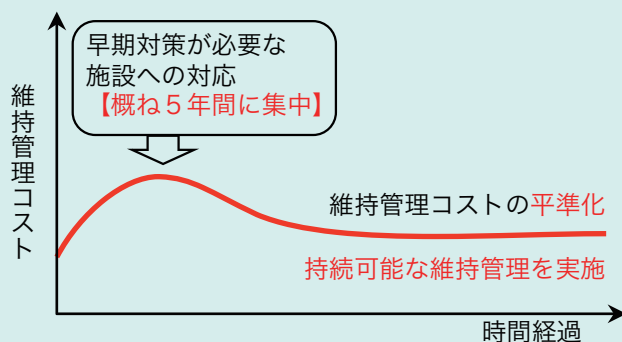 早期対策が必要な
施設への対応
【概ね５年間に集中】
維持管理コスト
維持管理コストの平準化
持続可能な維持管理を実施
時間経過